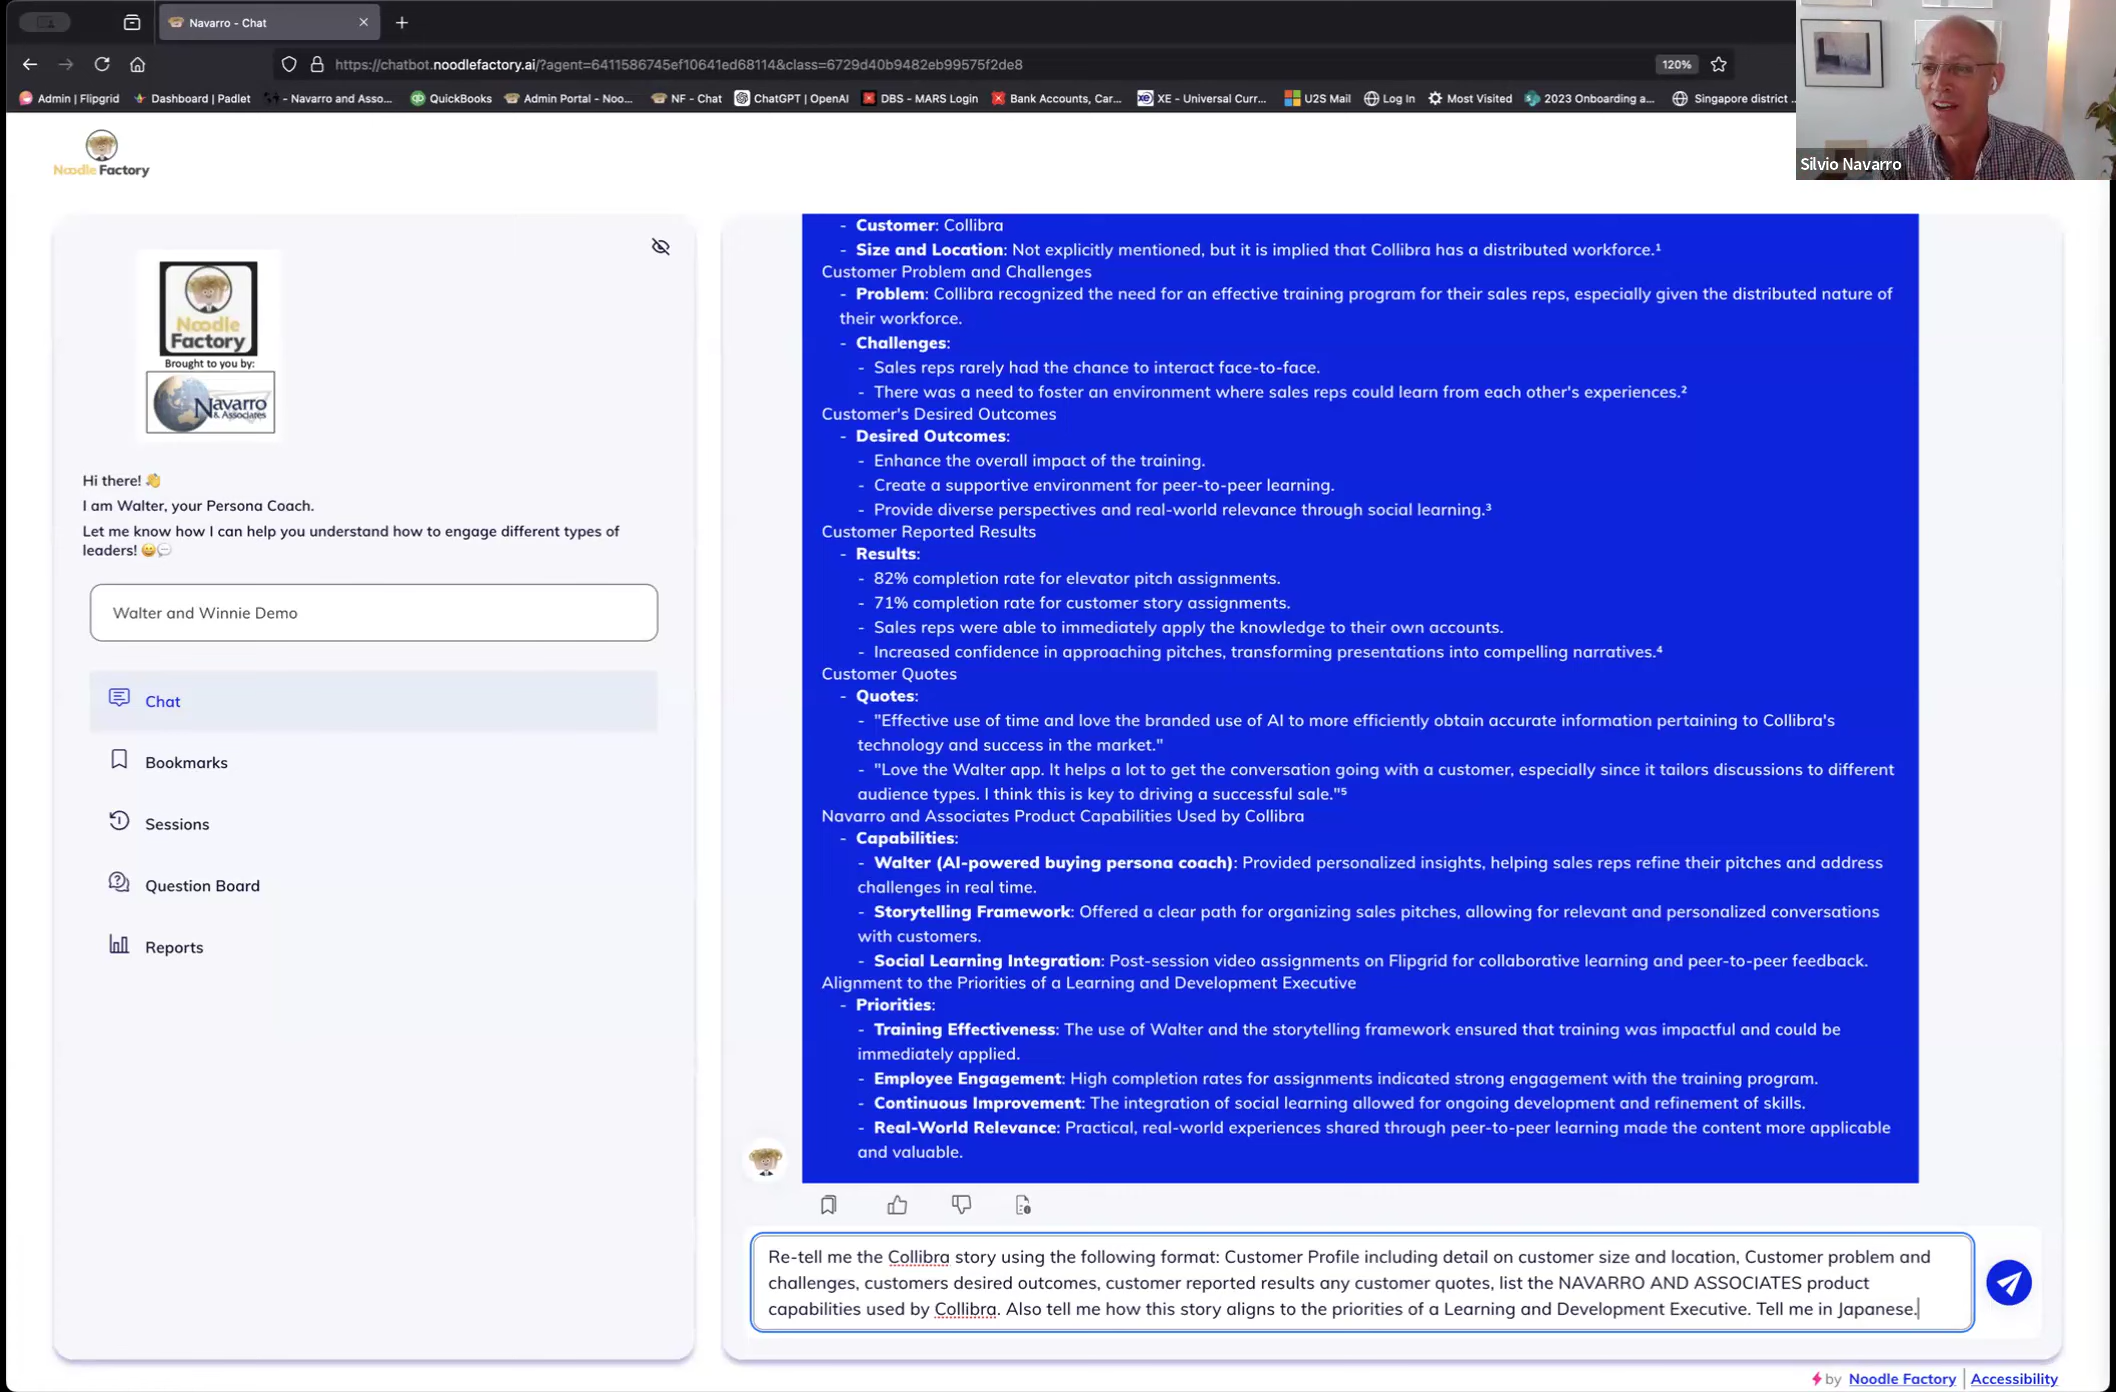 Navarro - Chat
https://chatbot.noodlefactory.ai/?agent=6411586745ef10641ed68114&class=6729d40b9482eb99575f2de8
120%
Admin | Flipgrid
Dashboard | Padlet
- Navarro and Asso...
QuickBooks
Admin Portal - Noo...
NF - Chat
ChatGPT | OpenAI
DBS - MARS Login
Bank Accounts, Car...
XE - Universal Curr...
U2S Mail
Log In
Most Visited
2023 Onboarding a...
Singapore district ...
Silvio Navarro
Noodle Factory
Noodle
Factory
Brought to you by:
Navarro
& Associates
Hi there! 👋
I am Walter, your Persona Coach.
Let me know how I can help you understand how to engage different types of
leaders! 😀💬
Walter and Winnie Demo
Chat
Bookmarks
Sessions
Question Board
Reports
- Customer: Collibra
- Size and Location: Not explicitly mentioned, but it is implied that Collibra has a distributed workforce.¹
Customer Problem and Challenges
- Problem: Collibra recognized the need for an effective training program for their sales reps, especially given the distributed nature of
their workforce.
- Challenges:
- Sales reps rarely had the chance to interact face-to-face.
- There was a need to foster an environment where sales reps could learn from each other's experiences.²
Customer's Desired Outcomes
- Desired Outcomes:
- Enhance the overall impact of the training.
- Create a supportive environment for peer-to-peer learning.
- Provide diverse perspectives and real-world relevance through social learning.³
Customer Reported Results
- Results:
- 82% completion rate for elevator pitch assignments.
- 71% completion rate for customer story assignments.
- Sales reps were able to immediately apply the knowledge to their own accounts.
- Increased confidence in approaching pitches, transforming presentations into compelling narratives.⁴
Customer Quotes
- Quotes:
- "Effective use of time and love the branded use of AI to more efficiently obtain accurate information pertaining to Collibra's
technology and success in the market."
- "Love the Walter app. It helps a lot to get the conversation going with a customer, especially since it tailors discussions to different
audience types. I think this is key to driving a successful sale."⁵
Navarro and Associates Product Capabilities Used by Collibra
- Capabilities:
- Walter (AI-powered buying persona coach): Provided personalized insights, helping sales reps refine their pitches and address
challenges in real time.
- Storytelling Framework: Offered a clear path for organizing sales pitches, allowing for relevant and personalized conversations
with customers.
- Social Learning Integration: Post-session video assignments on Flipgrid for collaborative learning and peer-to-peer feedback.
Alignment to the Priorities of a Learning and Development Executive
- Priorities:
- Training Effectiveness: The use of Walter and the storytelling framework ensured that training was impactful and could be
immediately applied.
- Employee Engagement: High completion rates for assignments indicated strong engagement with the training program.
- Continuous Improvement: The integration of social learning allowed for ongoing development and refinement of skills.
- Real-World Relevance: Practical, real-world experiences shared through peer-to-peer learning made the content more applicable
and valuable.
Re-tell me the Collibra story using the following format: Customer Profile including detail on customer size and location, Customer problem and
challenges, customers desired outcomes, customer reported results any customer quotes, list the NAVARRO AND ASSOCIATES product
capabilities used by Collibra. Also tell me how this story aligns to the priorities of a Learning and Development Executive. Tell me in Japanese.
by Noodle Factory | Accessibility